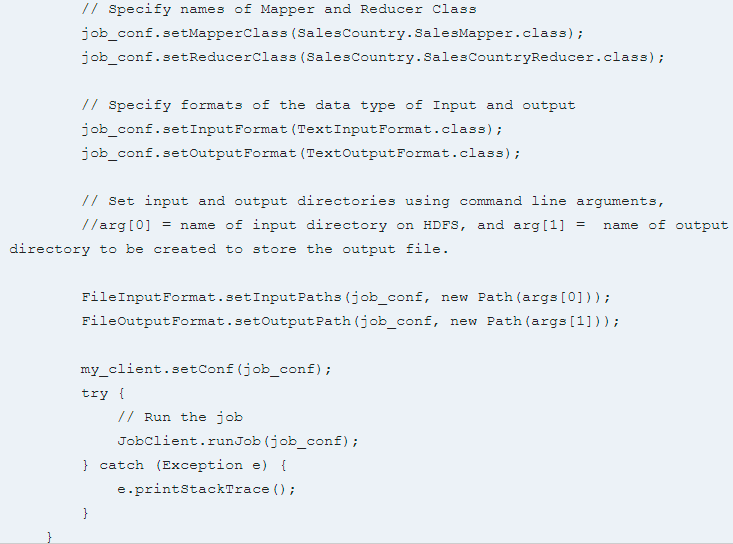 // Specify names of Mapper and Reducer Class
job_conf.setMapperClass(SalesCountry.SalesMapper.class);
job_conf.setReducerClass(SalesCountry.SalesCountryReducer.class);
// Specify formats of the data type of Input and output
job_conf.setInputFormat(TextInputFormat.class);
job_conf.setOutputFormat(TextOutputFormat.class);
// Set input and output directories using command line arguments,
//arg[0] = name of input directory on HDFS, and arg[1] =  name of output
directory to be created to store the output file.
FileInputFormat.setInputPaths(job_conf, new Path(args[0]));
FileOutputFormat.setOutputPath(job_conf, new Path(args[1]));
my_client.setConf(job_conf);
try {
// Run the job
JobClient.runJob(job_conf);
} catch (Exception e) {
e.printStackTrace();
}
}